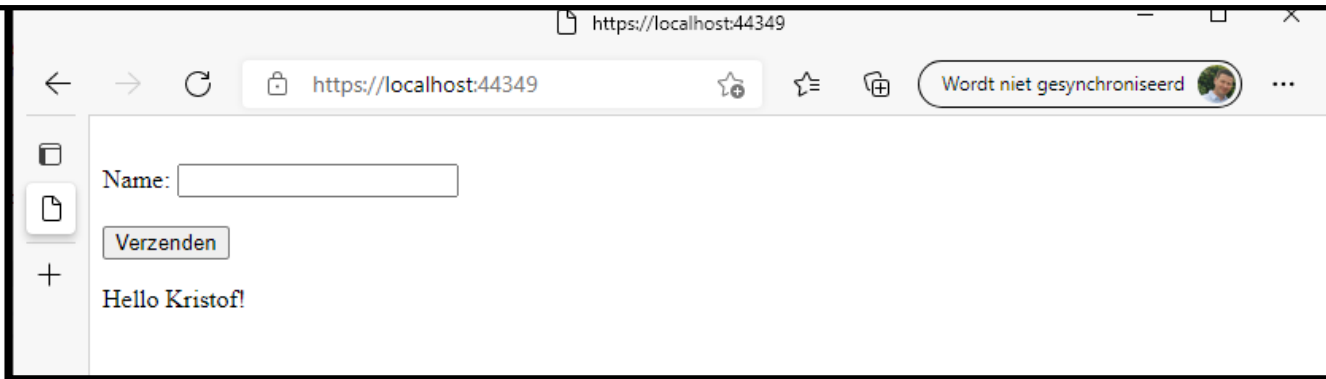 https://localhost:44349
https://localhost:44349
Wordt niet gesynchroniseerd
Name:
Verzenden
Hello Kristof!